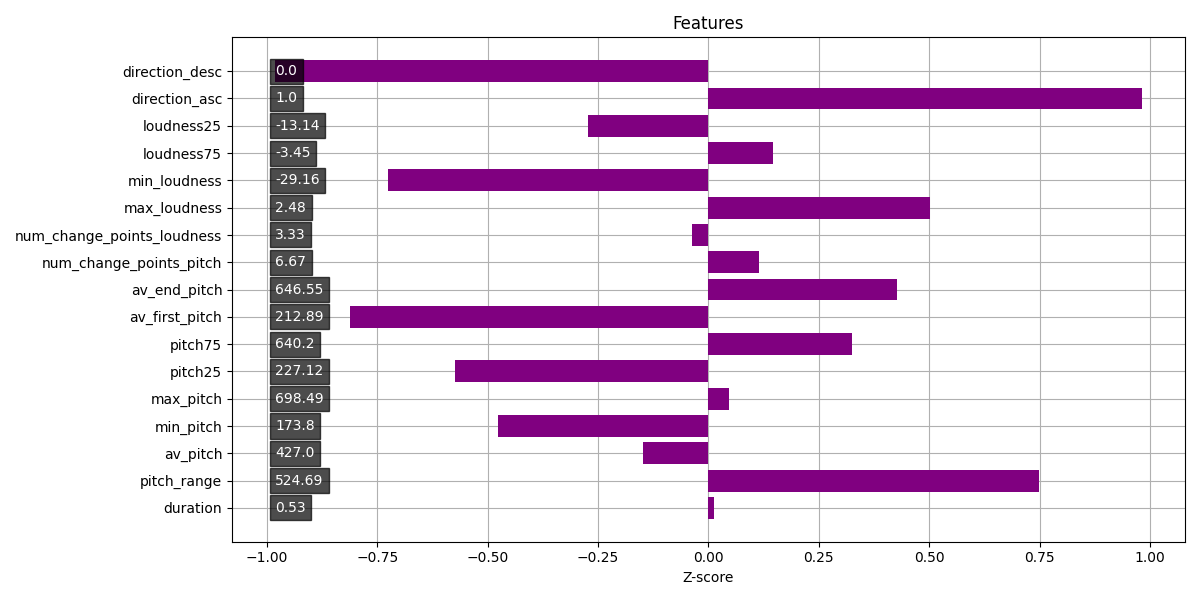 Features
direction_desc 0.0
direction_asc 1.0
loudness25 -13.14
loudness75 -3.45
min_loudness -29.16
max_loudness 2.48
num_change_points_loudness 3.33
num_change_points_pitch 6.67
av_end_pitch 646.55
av_first_pitch 212.89
pitch75 640.2
pitch25 227.12
max_pitch 698.49
min_pitch 173.8
av_pitch 427.0
pitch_range 524.69
duration 0.53
−1.00 −0.75 −0.50 −0.25 0.00 0.25 0.50 0.75 1.00
Z-score